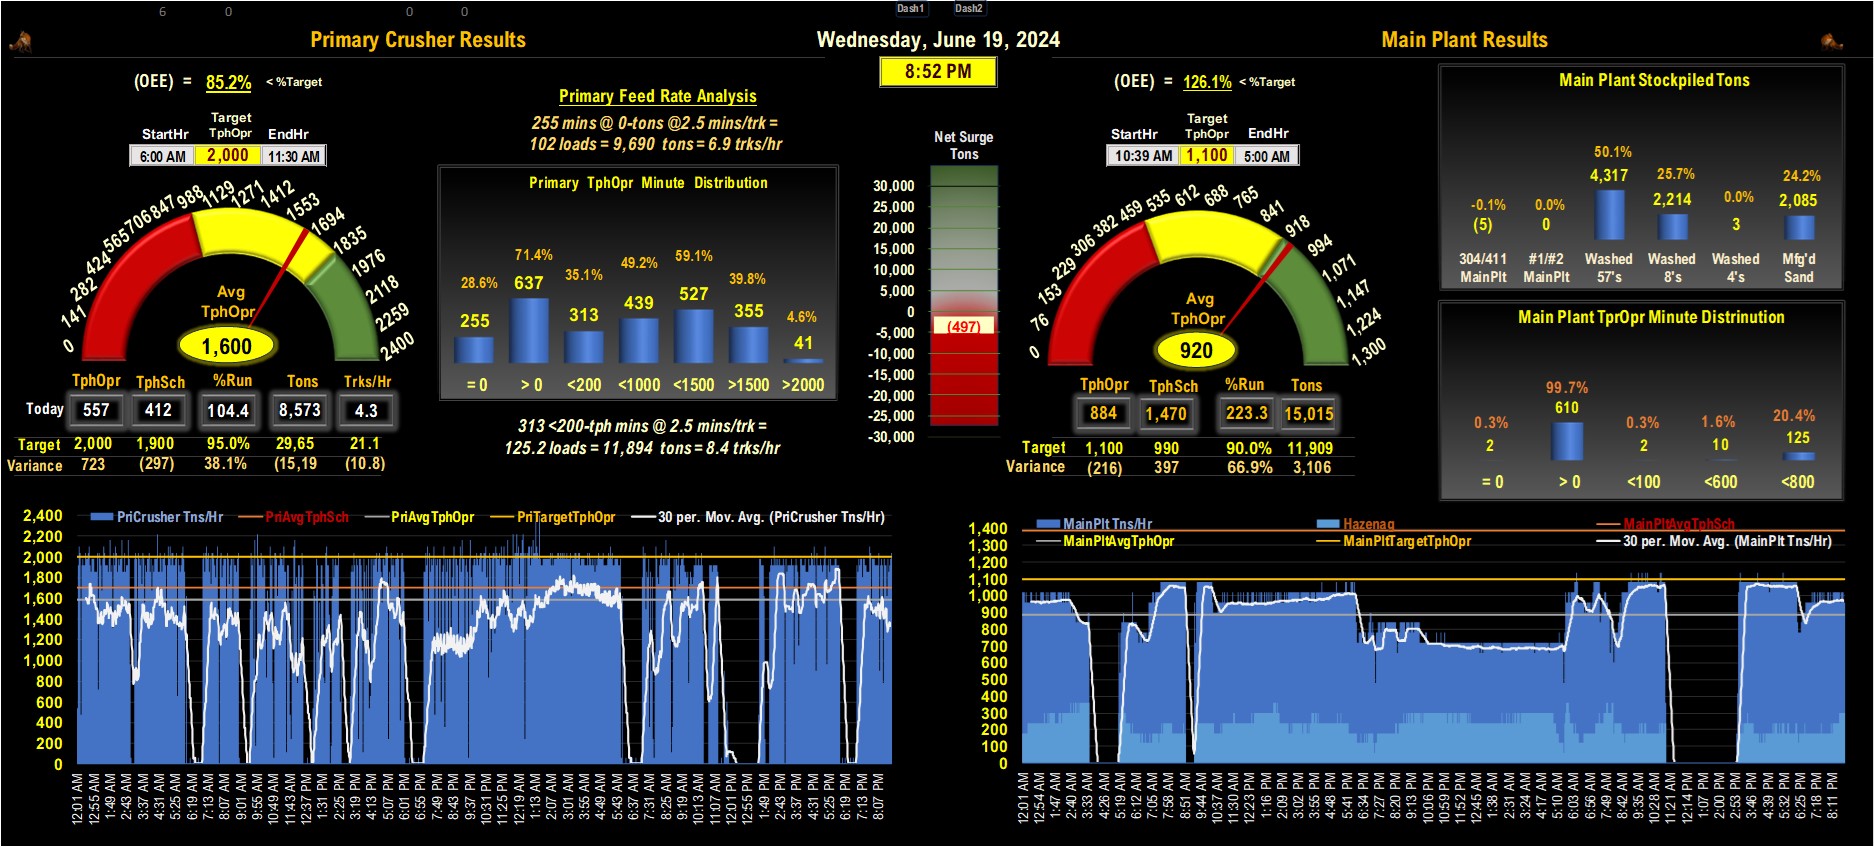 6 0 0 0 Dash1 Dash2
Primary Crusher Results
Wednesday, June 19, 2024
Main Plant Results
8:52 PM
(OEE) = 85.2% < %Target
Target
StartHr TphOpr EndHr
6:00 AM 2,000 11:30 AM
0 141 282 424 565 706 847 988 1129 1271 1412 1553 1694 1835 1976 2118 2259 2400
Avg
TphOpr
1,600
TphOpr TphSch %Run Tons Trks/Hr
Today 557 412 104.4 8,573 4.3
Target 2,000 1,900 95.0% 29,65 21.1
Variance 723 (297) 38.1% (15,19 (10.8)
Primary Feed Rate Analysis
255 mins @ 0-tons @2.5 mins/trk =
102 loads = 9,690 tons = 6.9 trks/hr
Primary TphOpr Minute Distribution
28.6% 71.4% 35.1% 49.2% 59.1% 39.8% 4.6%
255 637 313 439 527 355 41
= 0 > 0 <200 <1000 <1500 >1500 >2000
313 <200-tph mins @ 2.5 mins/trk =
125.2 loads = 11,894 tons = 8.4 trks/hr
Net Surge
Tons
30,000
25,000
20,000
15,000
10,000
5,000
0
(497)
-5,000
-10,000
-15,000
-20,000
-25,000
-30,000
(OEE) = 126.1% < %Target
Target
StartHr TphOpr EndHr
10:39 AM 1,100 5:00 AM
0 76 153 229 306 382 459 535 612 688 765 841 918 994 1,071 1,147 1,224 1,300
Avg
TphOpr
920
TphOpr TphSch %Run Tons
884 1,470 223.3 15,015
Target 1,100 990 90.0% 11,909
Variance (216) 397 66.9% 3,106
Main Plant Stockpiled Tons
-0.1% 0.0% 50.1% 25.7% 0.0% 24.2%
(5) 0 4,317 2,214 3 2,085
304/411 #1/#2 Washed Washed Washed Mfg'd
MainPlt MainPlt 57's 8's 4's Sand
Main Plant TprOpr Minute Distrinution
0.3% 99.7% 0.3% 1.6% 20.4%
2 610 2 10 125
= 0 > 0 <100 <600 <800
PriCrusher Tns/Hr PriAvgTphSch PriAvgTphOpr PriTargetTphOpr 30 per. Mov. Avg. (PriCrusher Tns/Hr)
2,400
2,200
2,000
1,800
1,600
1,400
1,200
1,000
800
600
400
200
0
12:01 AM 12:55 AM 1:49 AM 2:43 AM 3:37 AM 4:31 AM 5:25 AM 6:19 AM 7:13 AM 8:07 AM 9:01 AM 9:55 AM 10:49 AM 11:43 AM 12:37 PM 1:31 PM 2:25 PM 3:19 PM 4:13 PM 5:07 PM 6:01 PM 6:55 PM 7:49 PM 8:43 PM 9:37 PM 10:31 PM 11:25 PM 12:19 AM 1:13 AM 2:07 AM 3:01 AM 3:55 AM 4:49 AM 5:43 AM 6:37 AM 7:31 AM 8:25 AM 9:19 AM 10:13 AM 11:07 AM 12:01 PM 12:55 PM 1:49 PM 2:43 PM 3:37 PM 4:31 PM 5:25 PM 6:19 PM 7:13 PM 8:07 PM
MainPlt Tns/Hr Hazenag MainPltAvgTphSch
MainPltAvgTphOpr MainPltTargetTphOpr 30 per. Mov. Avg. (MainPlt Tns/Hr)
1,400
1,300
1,200
1,100
1,000
900
800
700
600
500
400
300
200
100
0
12:01 AM 12:54 AM 1:47 AM 2:40 AM 3:33 AM 4:26 AM 5:19 AM 6:12 AM 7:05 AM 7:58 AM 8:51 AM 9:44 AM 10:37 AM 11:30 AM 12:23 PM 1:16 PM 2:09 PM 3:02 PM 3:55 PM 4:48 PM 5:41 PM 6:34 PM 7:27 PM 8:20 PM 9:13 PM 10:06 PM 10:59 PM 11:52 PM 12:45 AM 1:38 AM 2:31 AM 3:24 AM 4:17 AM 5:10 AM 6:03 AM 6:56 AM 7:49 AM 8:42 AM 9:35 AM 10:28 AM 11:21 AM 12:14 PM 1:07 PM 2:00 PM 2:53 PM 3:46 PM 4:39 PM 5:32 PM 6:25 PM 7:18 PM 8:11 PM